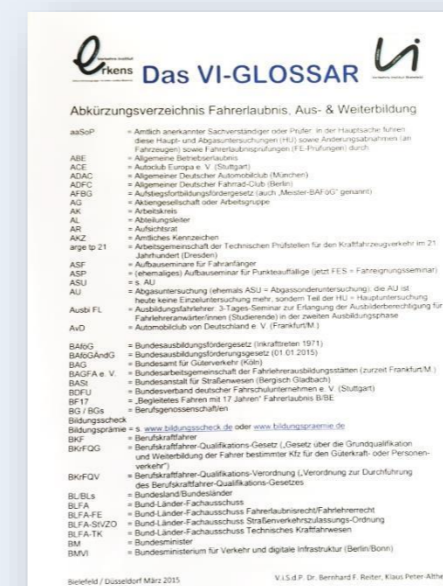 Erkens Das VI-GLOSSAR VI
Abkürzungsverzeichnis Fahrerlaubnis, Aus- & Weiterbildung
aaSoP = Amtlich anerkannter Sachverständiger oder Prüfer. In der Hauptsache führen
diese Haupt- und Abgasuntersuchungen (HU) sowie Änderungsabnahmen (an
Fahrzeugen) sowie Fahrerlaubnisprüfungen (FE-Prüfungen) durch
ABE = Allgemeine Betriebserlaubnis
ACE = Autoclub Europa e. V. (Stuttgart)
ADAC = Allgemeiner Deutscher Automobilclub (München)
ADFC = Allgemeiner Deutscher Fahrrad-Club (Berlin)
AFBG = Aufstiegsfortbildungsfördergesetz (auch „Meister-BAföG" genannt)
AG = Aktiengesellschaft oder Arbeitsgruppe
AK = Arbeitskreis
AL = Abteilungsleiter
AR = Aufsichtsrat
AKZ = Amtliches Kennzeichen
arge tp 21 = Arbeitsgemeinschaft der Technischen Prüfstellen für den Kraftfahrzeugverkehr im 21.
Jahrhundert (Dresden)
ASF = Aufbauseminare für Fahranfänger
ASP = (ehemaliges) Aufbauseminar für Punkteauffällige (jetzt FES = Fahreignungsseminar)
ASU = s. AU
AU = Abgasuntersuchung (ehemals ASU = Abgassonderuntersuchung); die AU ist
heute keine Einzeluntersuchung mehr, sondern Teil der HU = Hauptuntersuchung
Ausbi FL = Ausbildungsfahrlehrer: 3-Tages-Seminar zur Erlangung der Ausbilderberechtigung für
Fahrlehreranwärter/innen (Studierende) in der zweiten Ausbildungsphase
AvD = Automobilclub von Deutschland e. V. (Frankfurt/M.)
BAföG = Bundesausbildungsfördergesetz (Inkrafttreten 1971)
BAföGÄndG = Bundesausbildungsförderungsgesetz (01.01.2015)
BAG = Bundesamt für Güterverkehr (Köln)
BAGFA e. V. = Bundesarbeitsgemeinschaft der Fahrlehrerausbildungsstätten (zurzeit Frankfurt/M.)
BASt = Bundesanstalt für Straßenwesen (Bergisch Gladbach)
BDFU = Bundesverband deutscher Fahrschulunternehmen e. V. (Stuttgart)
BF17 = „Begleitetes Fahren mit 17 Jahren" Fahrerlaubnis B/BE
BG / BGs = Berufsgenossenschaft/en
Bildungsscheck
Bildungsprämie = s. www.bildungsscheck.de oder www.bildungspraemie.de
BKF = Berufskraftfahrer
BKrFQG = Berufskraftfahrer-Qualifikations-Gesetz („Gesetz über die Grundqualifikation
und Weiterbildung der Fahrer bestimmter Kfz für den Güterkraft- oder Personen-
verkehr")
BKrFQV = Berufskraftfahrer-Qualifikations-Verordnung („Verordnung zur Durchführung
des Berufskraftfahrer-Qualifikations-Gesetzes
BL/BLs = Bundesland/Bundesländer
BLFA = Bund-Länder-Fachausschuss
BLFA-FE = Bund-Länder-Fachausschuss Fahrerlaubnisrecht/Fahrlehrerrecht
BLFA-StVZO = Bund-Länder-Fachausschuss Straßenverkehrszulassungs-Ordnung
BLFA-TK = Bund-Länder-Fachausschuss Technisches Kraftfahrwesen
BM = Bundesminister
BMVI = Bundesministerium für Verkehr und digitale Infrastruktur (Berlin/Bonn)
Bielefeld / Düsseldorf März 2015 V.i.S.d.P. Dr. Bernhard F. Reiter, Klaus Peter-Althe